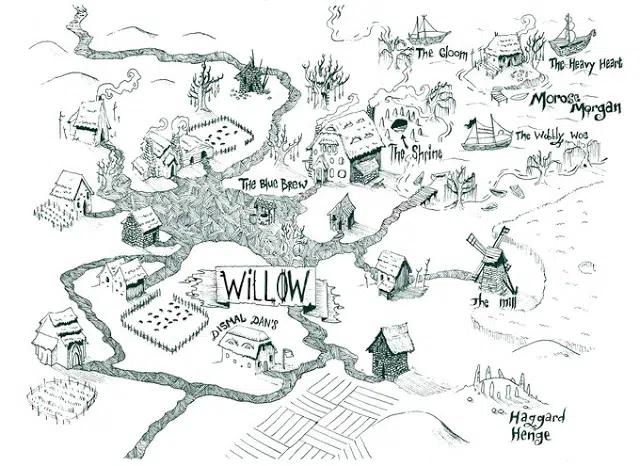 The Gloom
The Heavy Heart
Morose
Morgan
The Wobbly Woe
The Shrine
The Blue Brew
WILLOW
The Mill
DISMAL DAN'S
Haggard
Henge